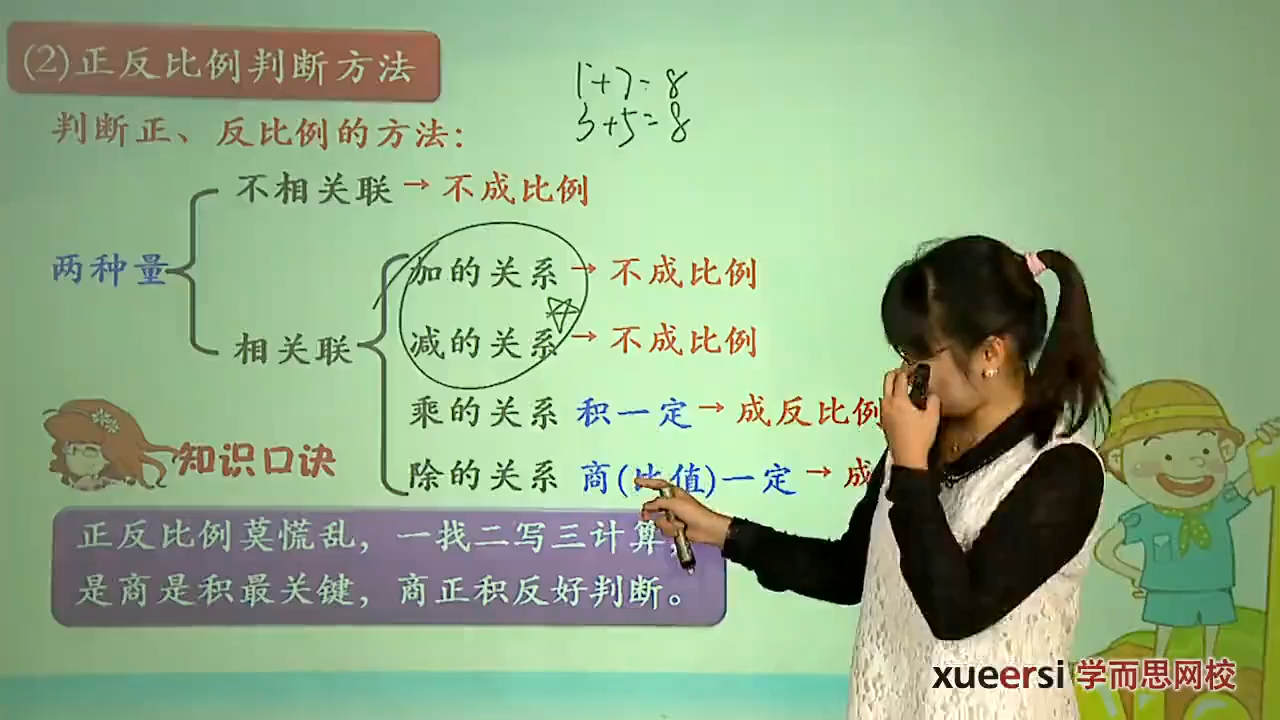 (2)正反比例判断方法
1+7=8
3+5=8
判断正、反比例的方法:
不相关联→不成比例
两种量
加的关系→不成比例
相关联
减的关系→不成比例
乘的关系 积一定→成反比例
除的关系 商(比值)一定→成
知识口诀
正反比例莫慌乱，一找二写三计算，
是商是积最关键，商正积反好判断。
xueersi 学而思网校